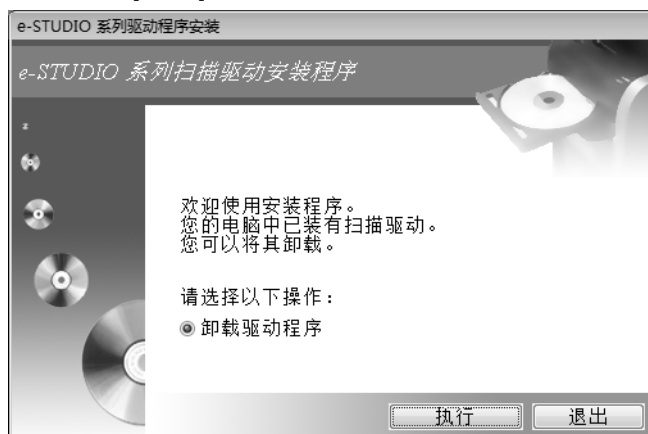 e-STUDIO 系列驱动程序安装
e-STUDIO 系列扫描驱动安装程序
z
欢迎使用安装程序。
您的电脑中已装有扫描驱动。
您可以将其卸载。
请选择以下操作：
卸载驱动程序
执行
退出